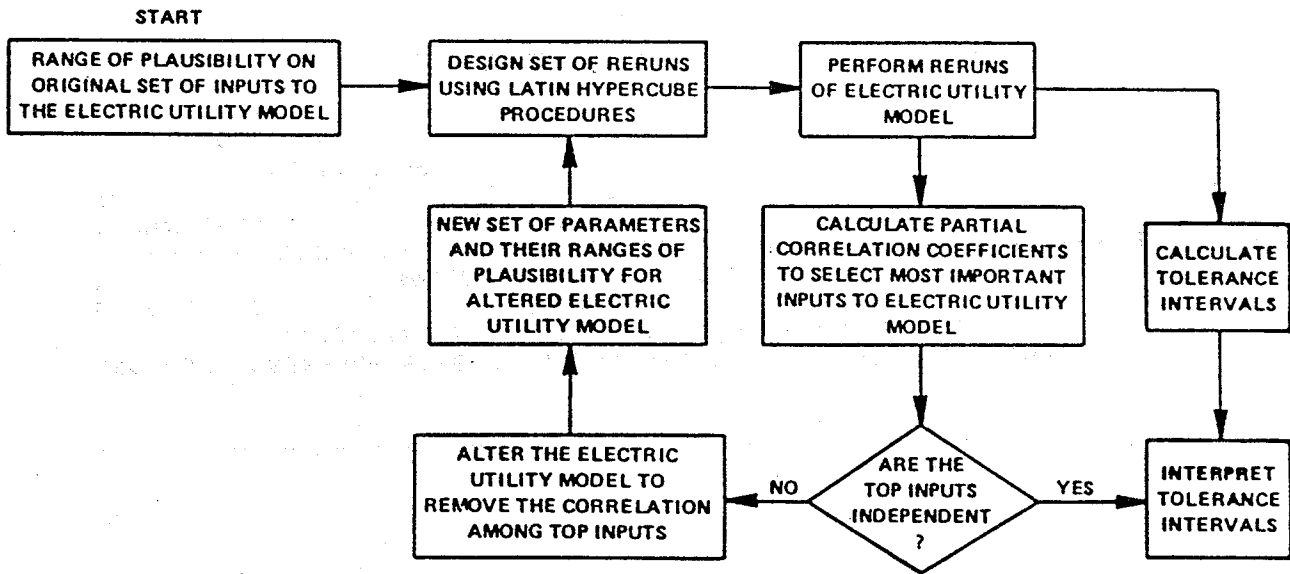 START
RANGE OF PLAUSIBILITY ON
ORIGINAL SET OF INPUTS TO
THE ELECTRIC UTILITY MODEL
DESIGN SET OF RERUNS
USING LATIN HYPERCUBE
PROCEDURES
PERFORM RERUNS
OF ELECTRIC UTILITY
MODEL
NEW SET OF PARAMETERS
AND THEIR RANGES OF
PLAUSIBILITY FOR
ALTERED ELECTRIC
UTILITY MODEL
CALCULATE PARTIAL
CORRELATION COEFFICIENTS
TO SELECT MOST IMPORTANT
INPUTS TO ELECTRIC UTILITY
MODEL
CALCULATE
TOLERANCE
INTERVALS
ALTER THE ELECTRIC
UTILITY MODEL TO
REMOVE THE CORRELATION
AMONG TOP INPUTS
NO
ARE THE
TOP INPUTS
INDEPENDENT
?
YES
INTERPRET
TOLERANCE
INTERVALS